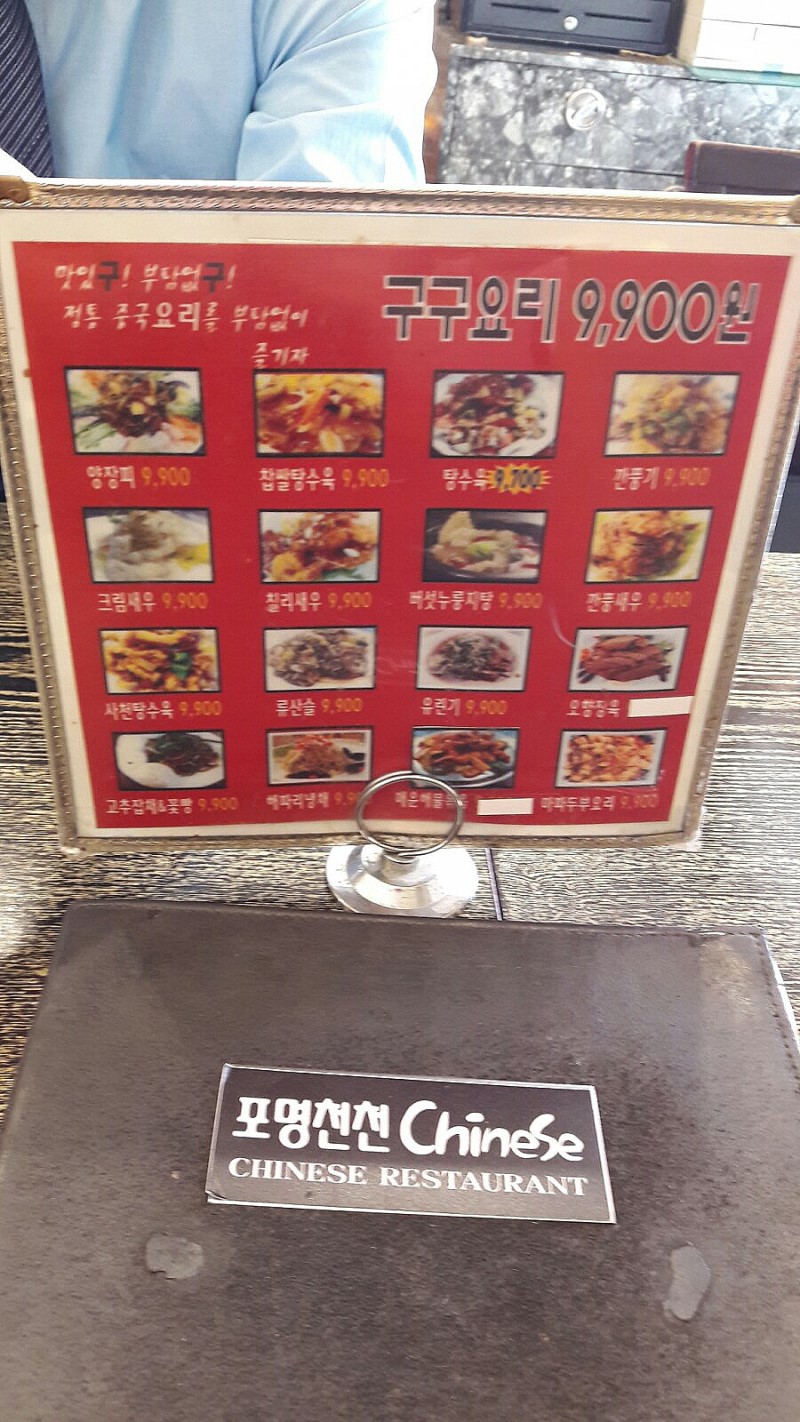 맛있구! 부담없구!
정통 중국요리를 부담없이
즐기자
구구요리 9,900원
양장피 9,900 찹쌀탕수육 9,900 탕수육 9,700 깐풍기 9,900
크림새우 9,900 칠리새우 9,900 버섯누룽지탕 9,900 깐풍새우 9,900
사천탕수육 9,900 류산슬 9,900 유린기 9,900 오향장육
고추잡채&꽃빵 9,900 해파리냉채 매운해물 마파두부요리 9,900
포명천천 Chinese
CHINESE RESTAURANT